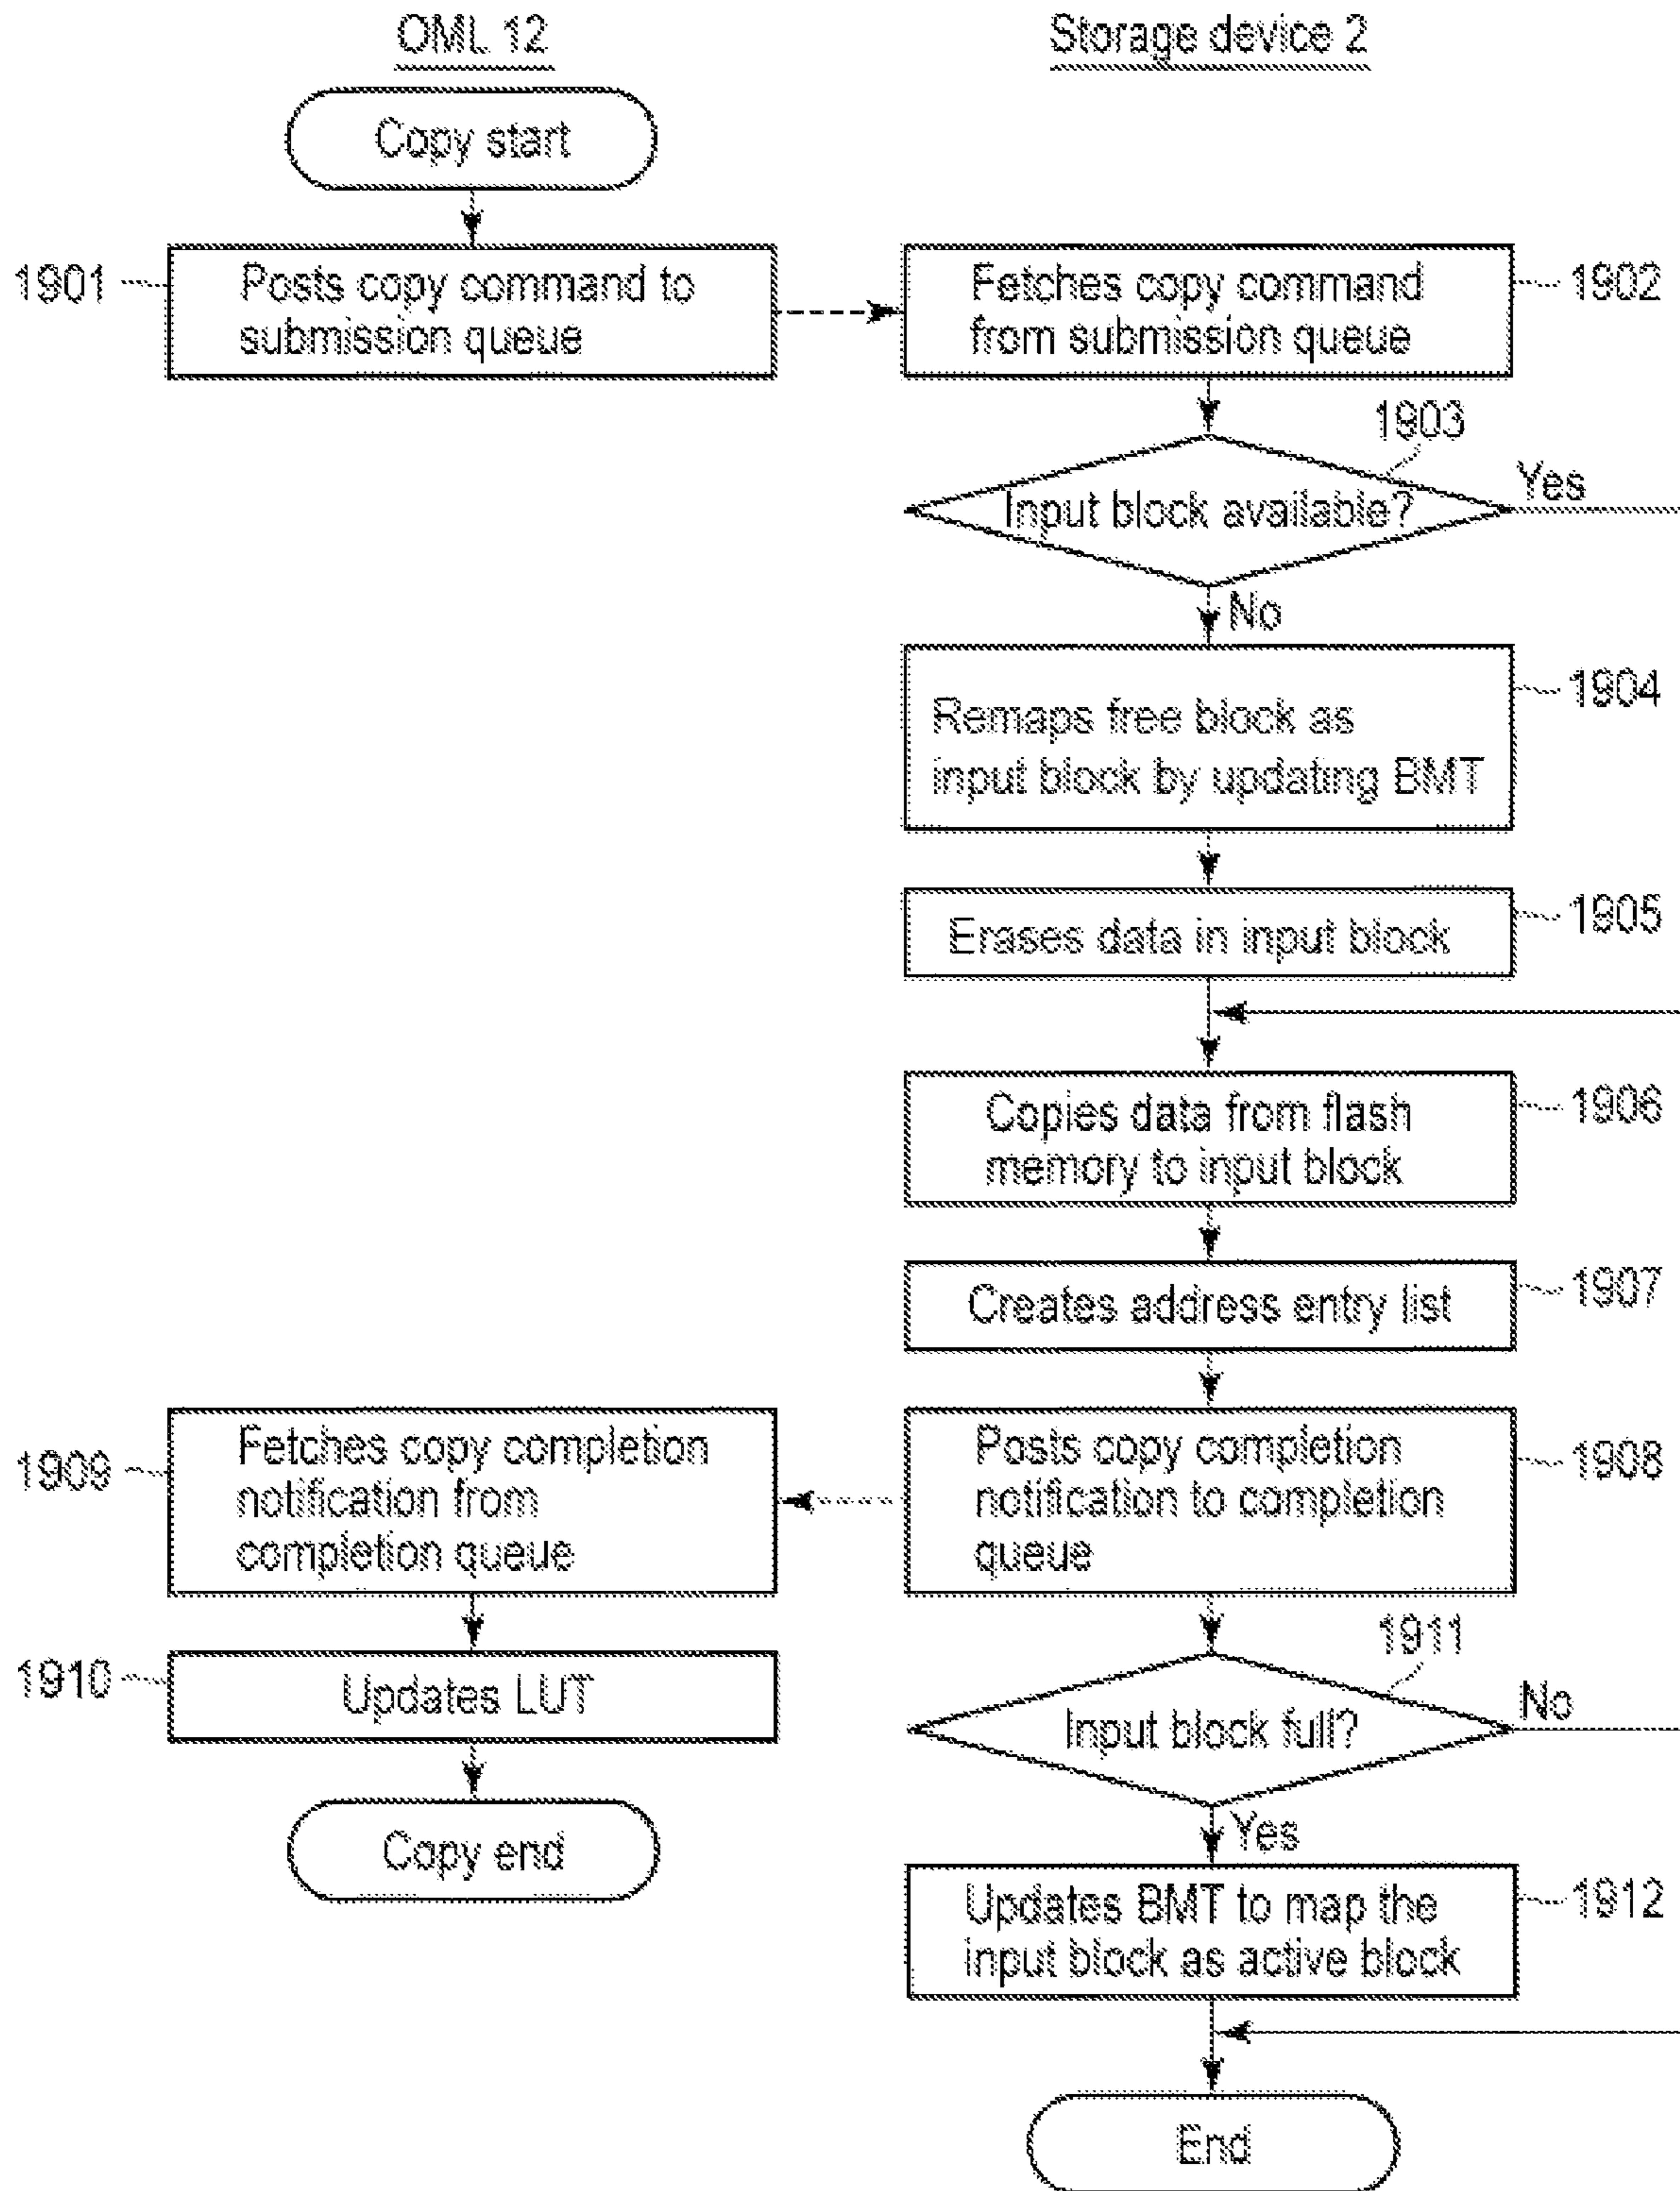 OML 12
Storage device 2
Copy start
1901
Posts copy command to
submission queue
Fetches copy command
from submission queue
1902
1903
Input block available?
Yes
No
Remaps free block as
input block by updating BMT
1904
Erases data in input block
1905
Copies data from flash
memory to input block
1906
Creates address entry list
1907
1909
Fetches copy completion
notification from
completion queue
Posts copy completion
notification to completion
queue
1908
1910
Updates LUT
1911
Input block full?
No
Yes
Copy end
Updates BMT to map the
input block as active block
1912
End